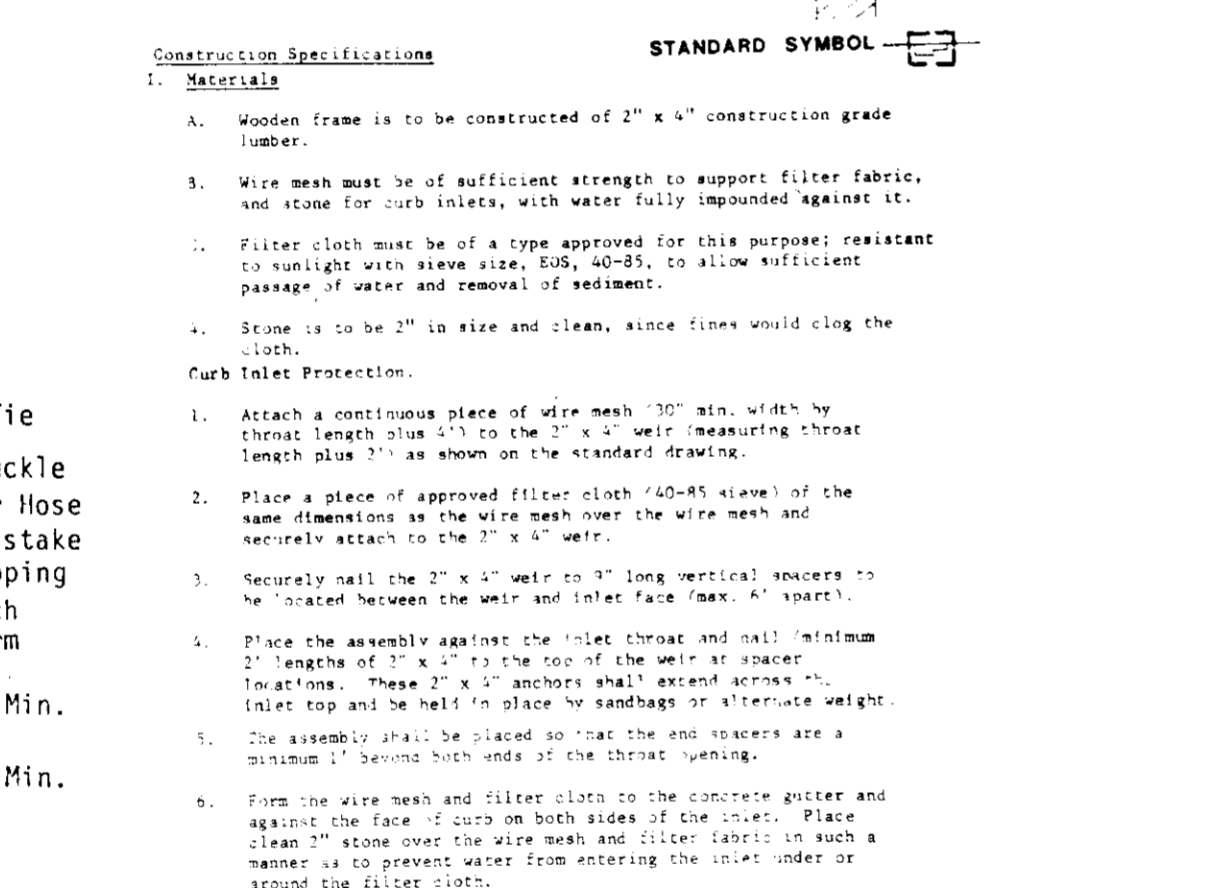 STANDARD SYMBOL
Construction Specifications
I. Materials
A. Wooden frame is to be constructed of 2" x 4" construction grade
lumber.
B. Wire mesh must be of sufficient strength to support filter fabric,
and stone for curb inlets, with water fully impounded against it.
C. Filter cloth must be of a type approved for this purpose; resistant
to sunlight with sieve size, EOS, 40-85, to allow sufficient
passage of water and removal of sediment.
4. Stone is to be 2" in size and clean, since fines would clog the
cloth.
Curb Inlet Protection.
1. Attach a continuous piece of wire mesh (30" min. width by
throat length plus 4') to the 2" x 4" weir (measuring throat
length plus 2') as shown on the standard drawing.
2. Place a piece of approved filter cloth (40-85 sieve) of the
same dimensions as the wire mesh over the wire mesh and
securely attach to the 2" x 4" weir.
3. Securely nail the 2" x 4" weir to 9" long vertical spacers to
be located between the weir and inlet face (max. 6' apart).
4. Place the assembly against the inlet throat and nail (minimum
2' lengths of 2" x 4" to the top of the weir at spacer
locations. These 2" x 4" anchors shall extend across the
inlet top and be held in place by sandbags or alternate weight.
5. The assembly shall be placed so that the end spacers are a
minimum 1' beyond both ends of the throat opening.
6. Form the wire mesh and filter cloth to the concrete gutter and
against the face of curb on both sides of the inlet. Place
clean 2" stone over the wire mesh and filter fabric in such a
manner as to prevent water from entering the inlet under or
around the filter cloth.
ie
ckle
Hose
stake
ping
h
m
Min.
Min.